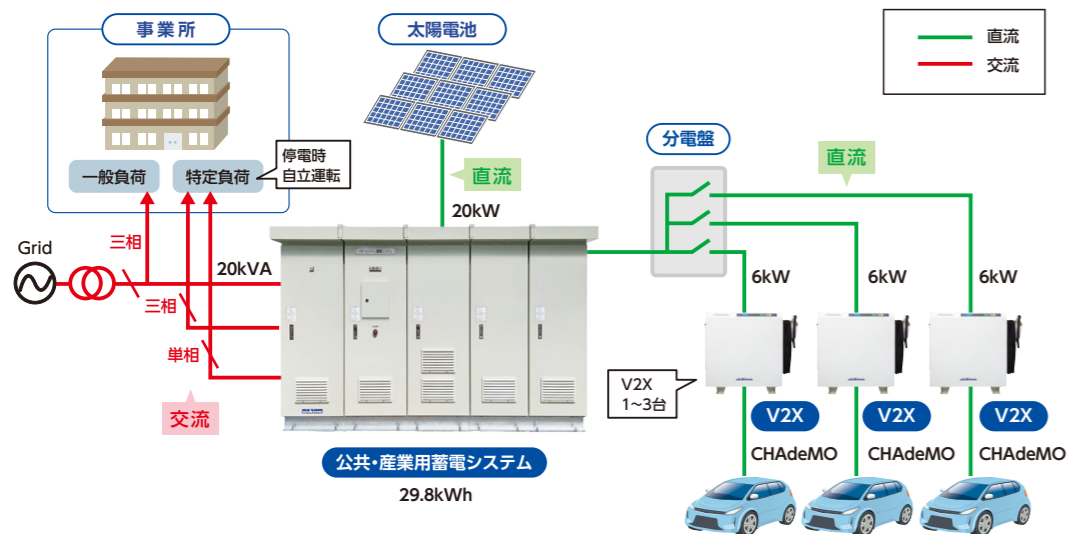 事業所
太陽電池
直流
交流
一般負荷
特定負荷
停電時
自立運転
分電盤
直流
直流
20kW
Grid
三相
20kVA
三相
単相
交流
6kW
6kW
6kW
V2X
1~3台
V2X
V2X
V2X
CHAdeMO
CHAdeMO
CHAdeMO
公共・産業用蓄電システム
29.8kWh